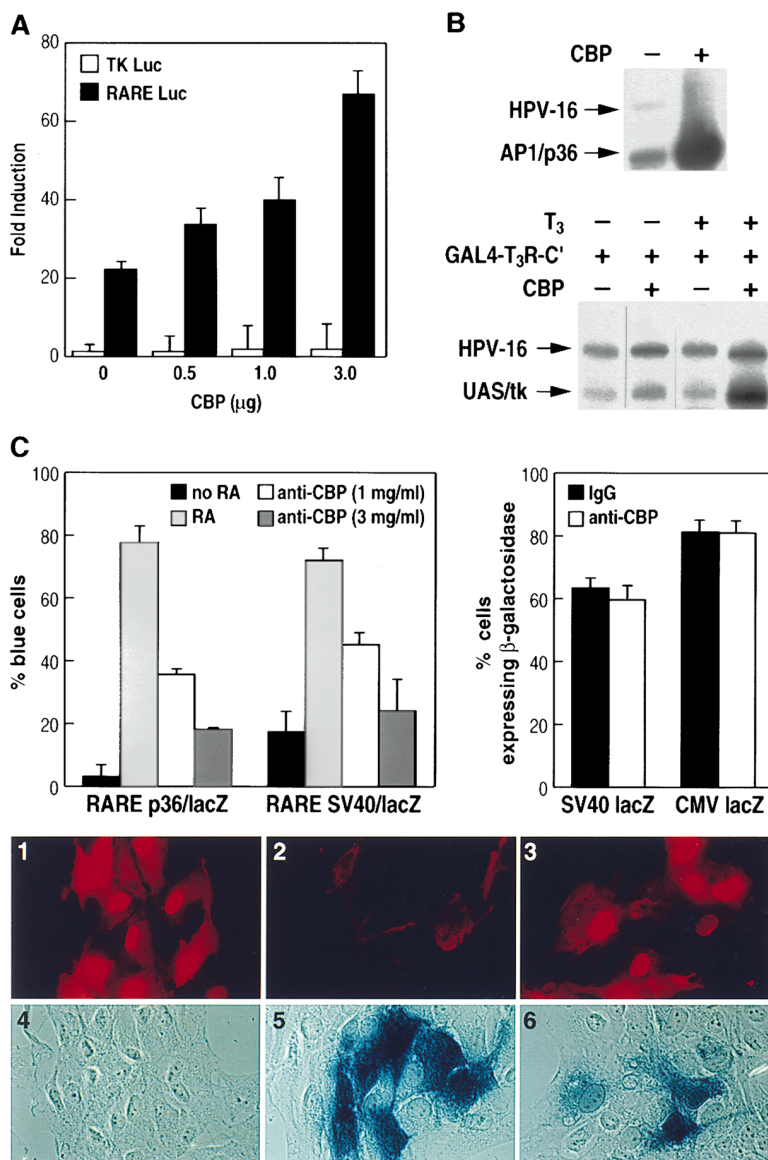 A
80
60
40
20
0
Fold Induction
TK Luc
RARE Luc
0 0.5 1.0 3.0
CBP (µg)
B
CBP − +
HPV-16
AP1/p36
T3 − − + +
GAL4-T3R-C' + + + +
CBP − + − +
HPV-16
UAS/tk
C
100
80
60
40
20
0
% blue cells
no RA
RA
anti-CBP (1 mg/ml)
anti-CBP (3 mg/ml)
RARE p36/lacZ RARE SV40/lacZ
100
80
60
40
20
0
% cells
expressing β-galactosidase
IgG
anti-CBP
SV40 lacZ CMV lacZ
1 2 3
4 5 6